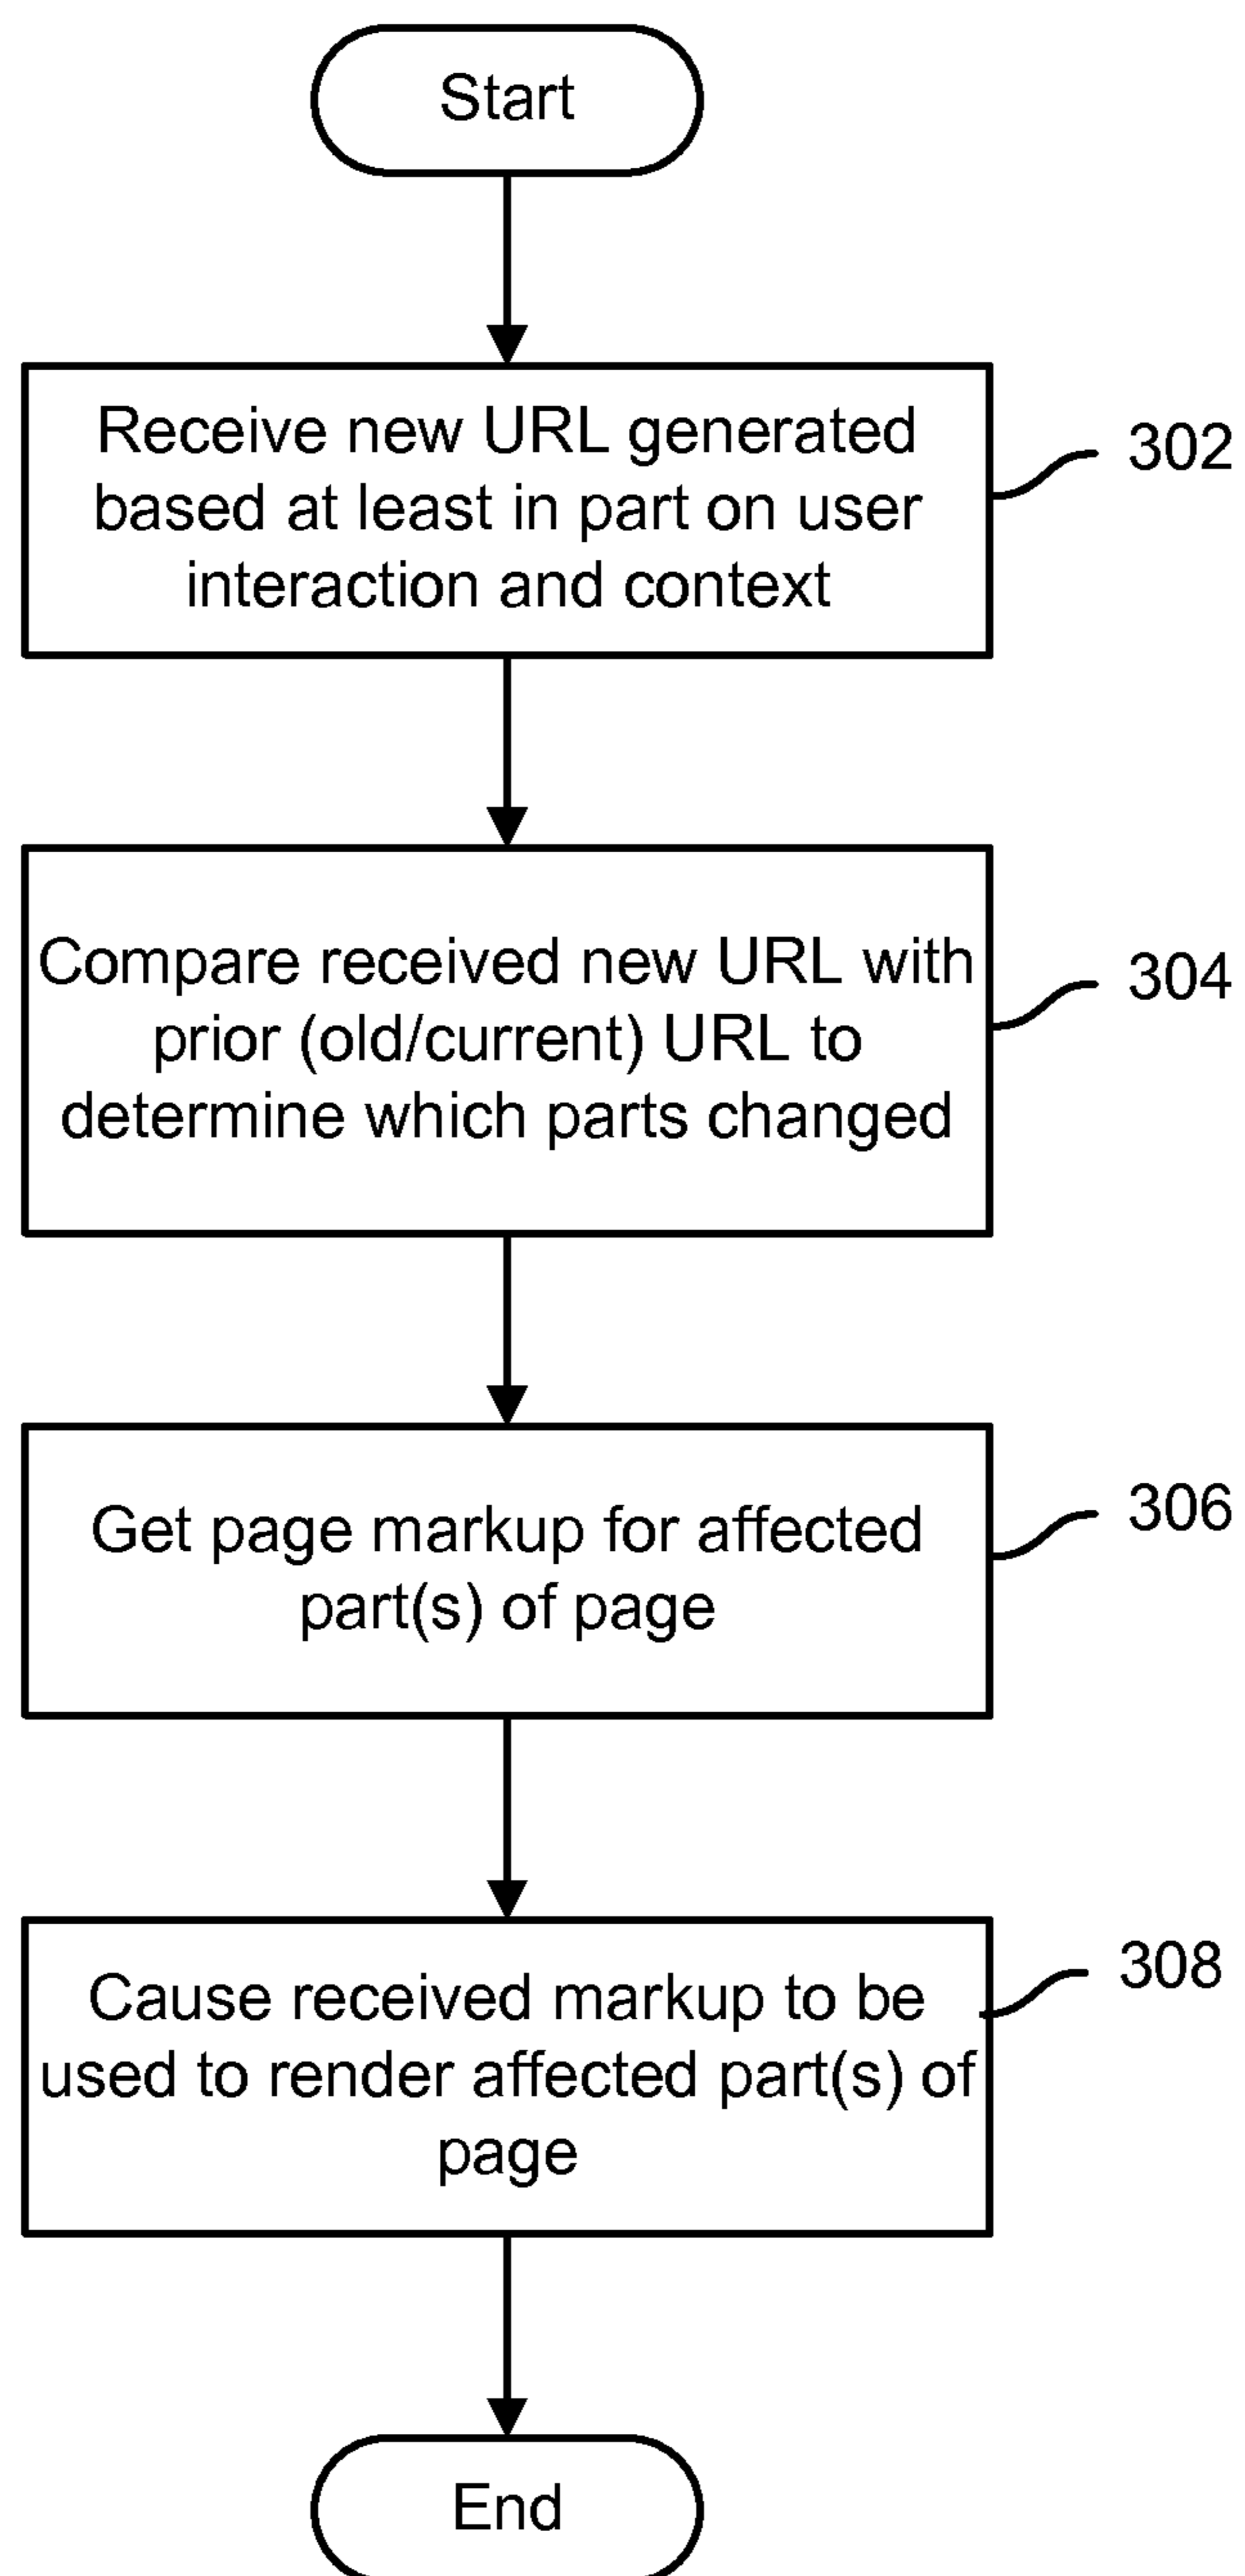 Start
Receive new URL generated
based at least in part on user
interaction and context
302
Compare received new URL with
prior (old/current) URL to
determine which parts changed
304
Get page markup for affected
part(s) of page
306
Cause received markup to be
used to render affected part(s) of
page
308
End